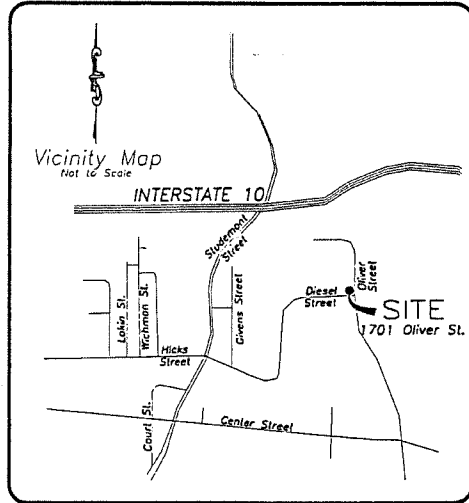 Vicinity Map
Not to Scale
INTERSTATE 10
Studemont
Street
Oliver
Street
Diesel
Street
SITE
1701 Oliver St.
Lakin St.
Wichman St.
Givens Street
Hicks
Street
Court St.
Center Street